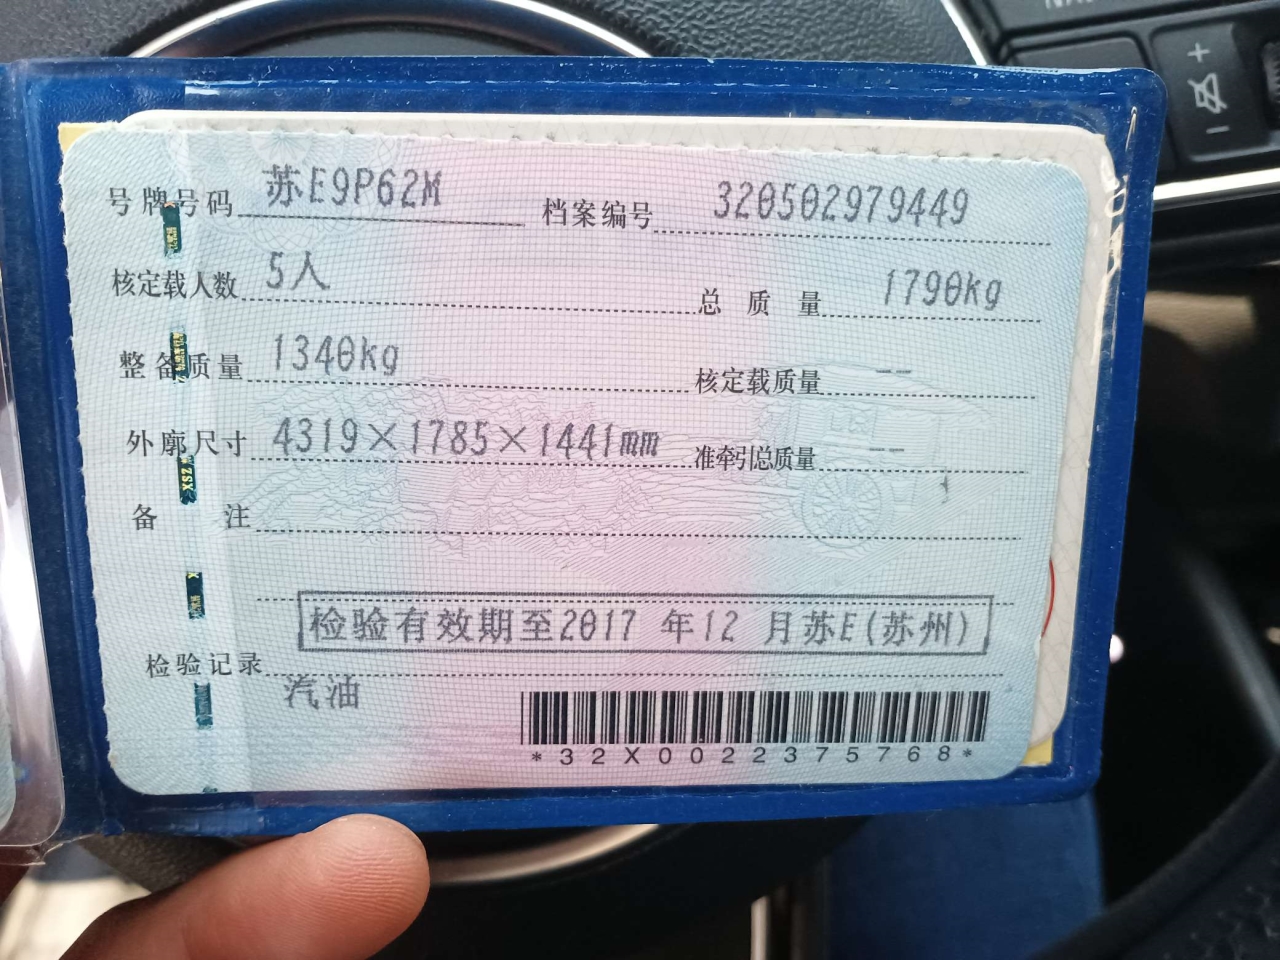 号牌号码 苏E9P62M 档案编号 320502979449
核定载人数 5人 总质量 1790kg
整备质量 1340kg 核定载质量 --
外廓尺寸 4319×1785×1441mm 准牵引总质量 --
备注
检验有效期至2017 年12 月苏E(苏州)
检验记录
汽油
*32X0022375768*
XSZ
+
−